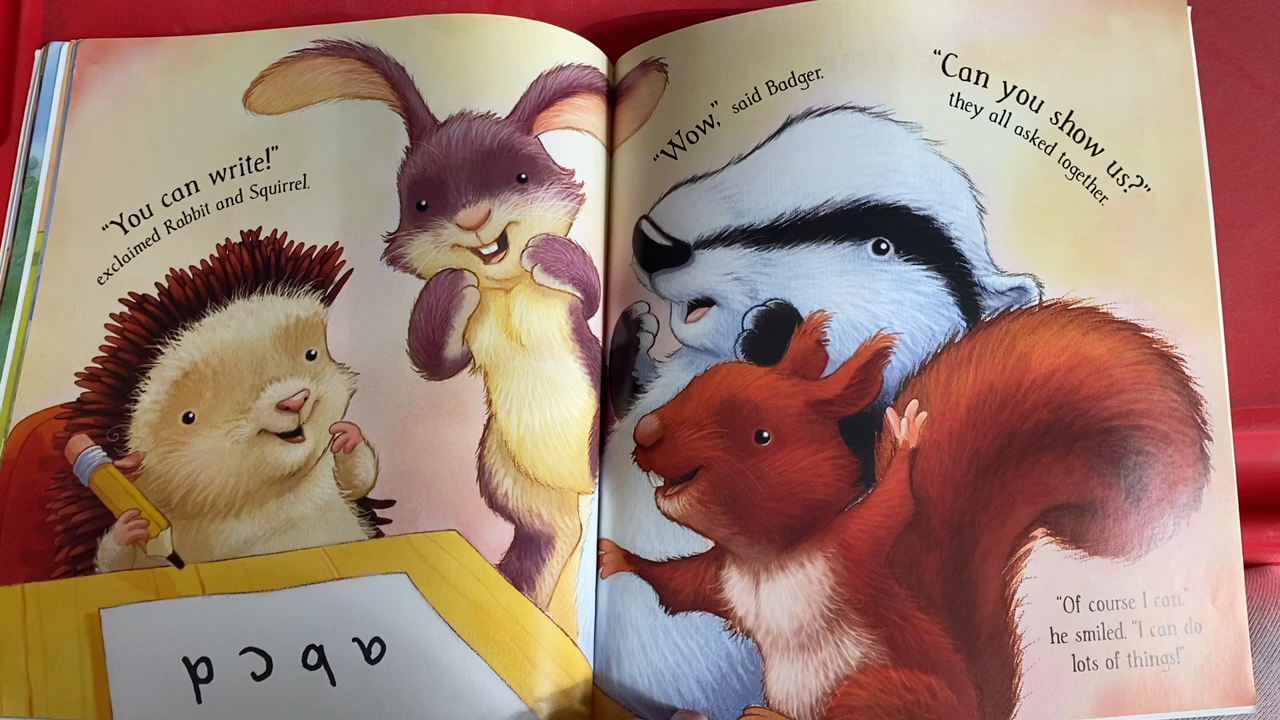 “You can write!”
exclaimed Rabbit and Squirrel.
a b c d
“Wow,” said Badger.
“Can you show us?”
they all asked together.
“Of course I can,”
he smiled. “I can do
lots of things!”